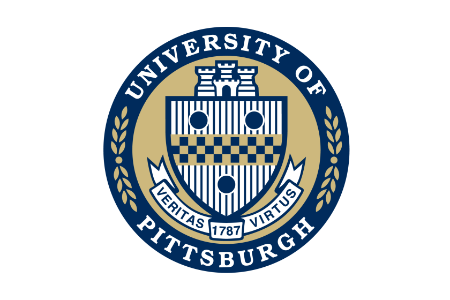 UNIVERSITY OF
PITTSBURGH
VERITAS 1787 VIRTUS